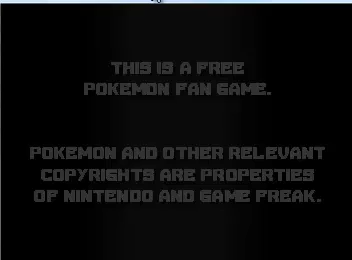 THIS IS A FREE
POKEMON FAN GAME.
POKEMON AND OTHER RELEVANT
COPYRIGHTS ARE PROPERTIES
OF NINTENDO AND GAME FREAK.